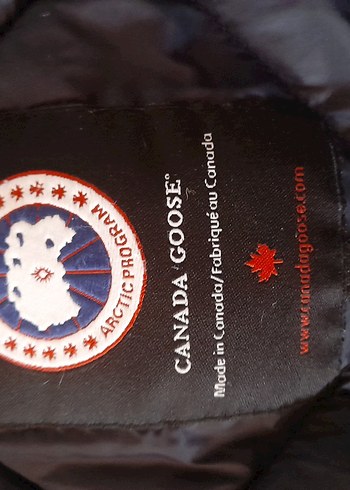 ARCTIC PROGRAM
CANADA GOOSE®
Made in Canada/Fabriqué au Canada
www.canadagoose.com